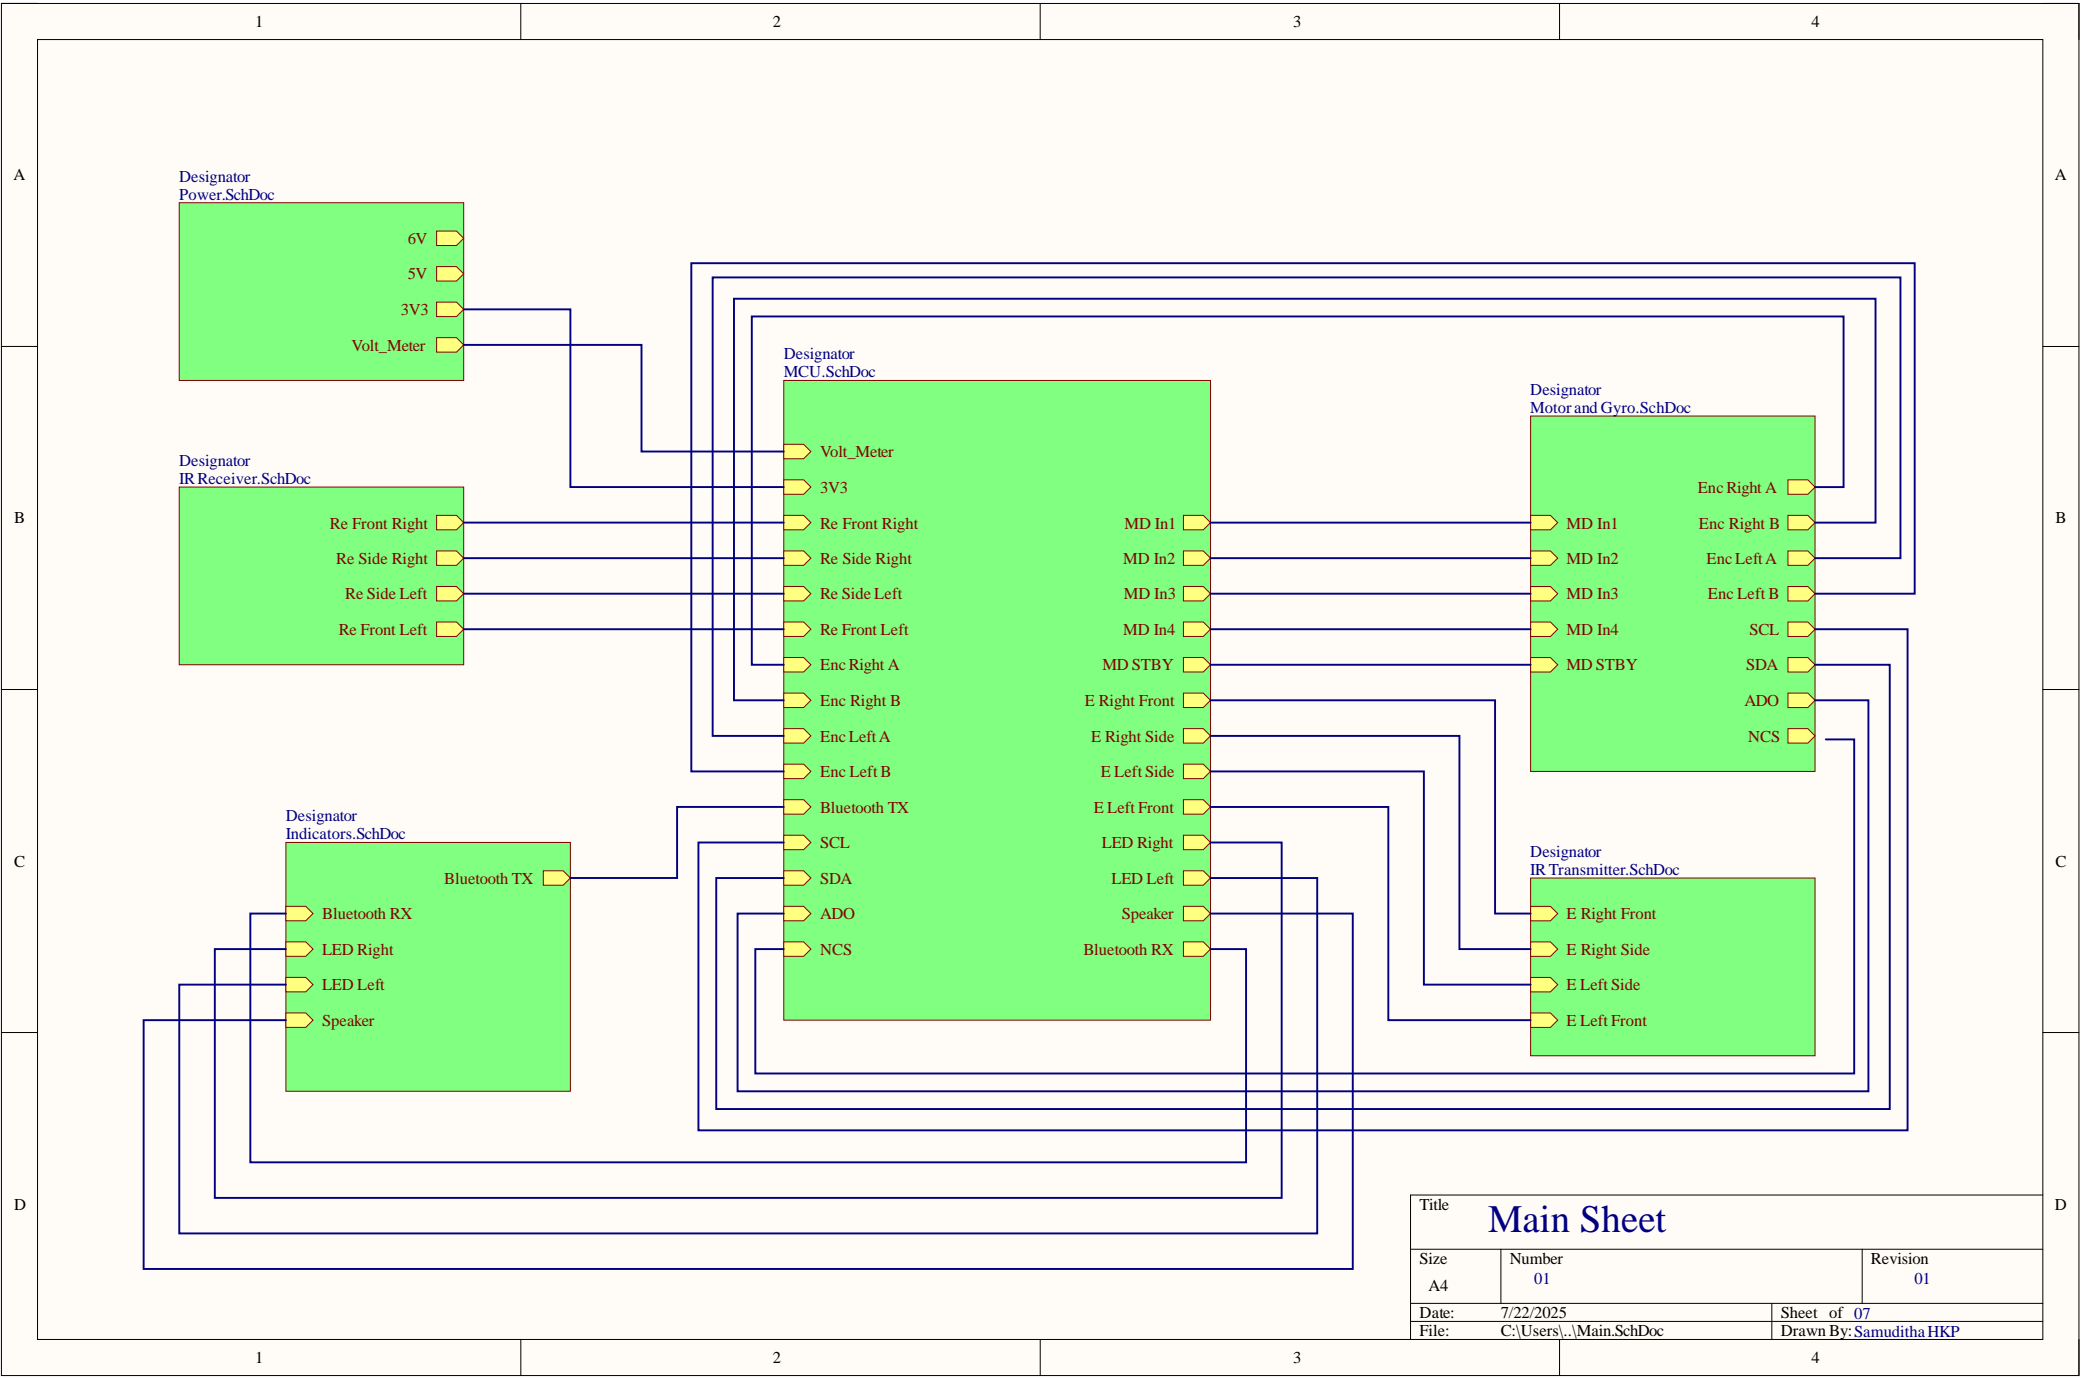 1 2 3 4
A A
B B
C C
D D
Designator
Power.SchDoc
6V
5V
3V3
Volt_Meter
Designator
IR Receiver.SchDoc
Re Front Right
Re Side Right
Re Side Left
Re Front Left
Designator
Indicators.SchDoc
Bluetooth TX
Bluetooth RX
LED Right
LED Left
Speaker
Designator
MCU.SchDoc
Volt_Meter
3V3
Re Front Right
Re Side Right
Re Side Left
Re Front Left
Enc Right A
Enc Right B
Enc Left A
Enc Left B
Bluetooth TX
SCL
SDA
ADO
NCS
MD In1
MD In2
MD In3
MD In4
MD STBY
E Right Front
E Right Side
E Left Side
E Left Front
LED Right
LED Left
Speaker
Bluetooth RX
Designator
Motor and Gyro.SchDoc
MD In1
MD In2
MD In3
MD In4
MD STBY
Enc Right A
Enc Right B
Enc Left A
Enc Left B
SCL
SDA
ADO
NCS
Designator
IR Transmitter.SchDoc
E Right Front
E Right Side
E Left Side
E Left Front
Title Main Sheet
Size Number Revision
A4 01 01
Date: 7/22/2025 Sheet of 07
File: C:\Users\..\Main.SchDoc Drawn By: Samuditha HKP
1 2 3 4